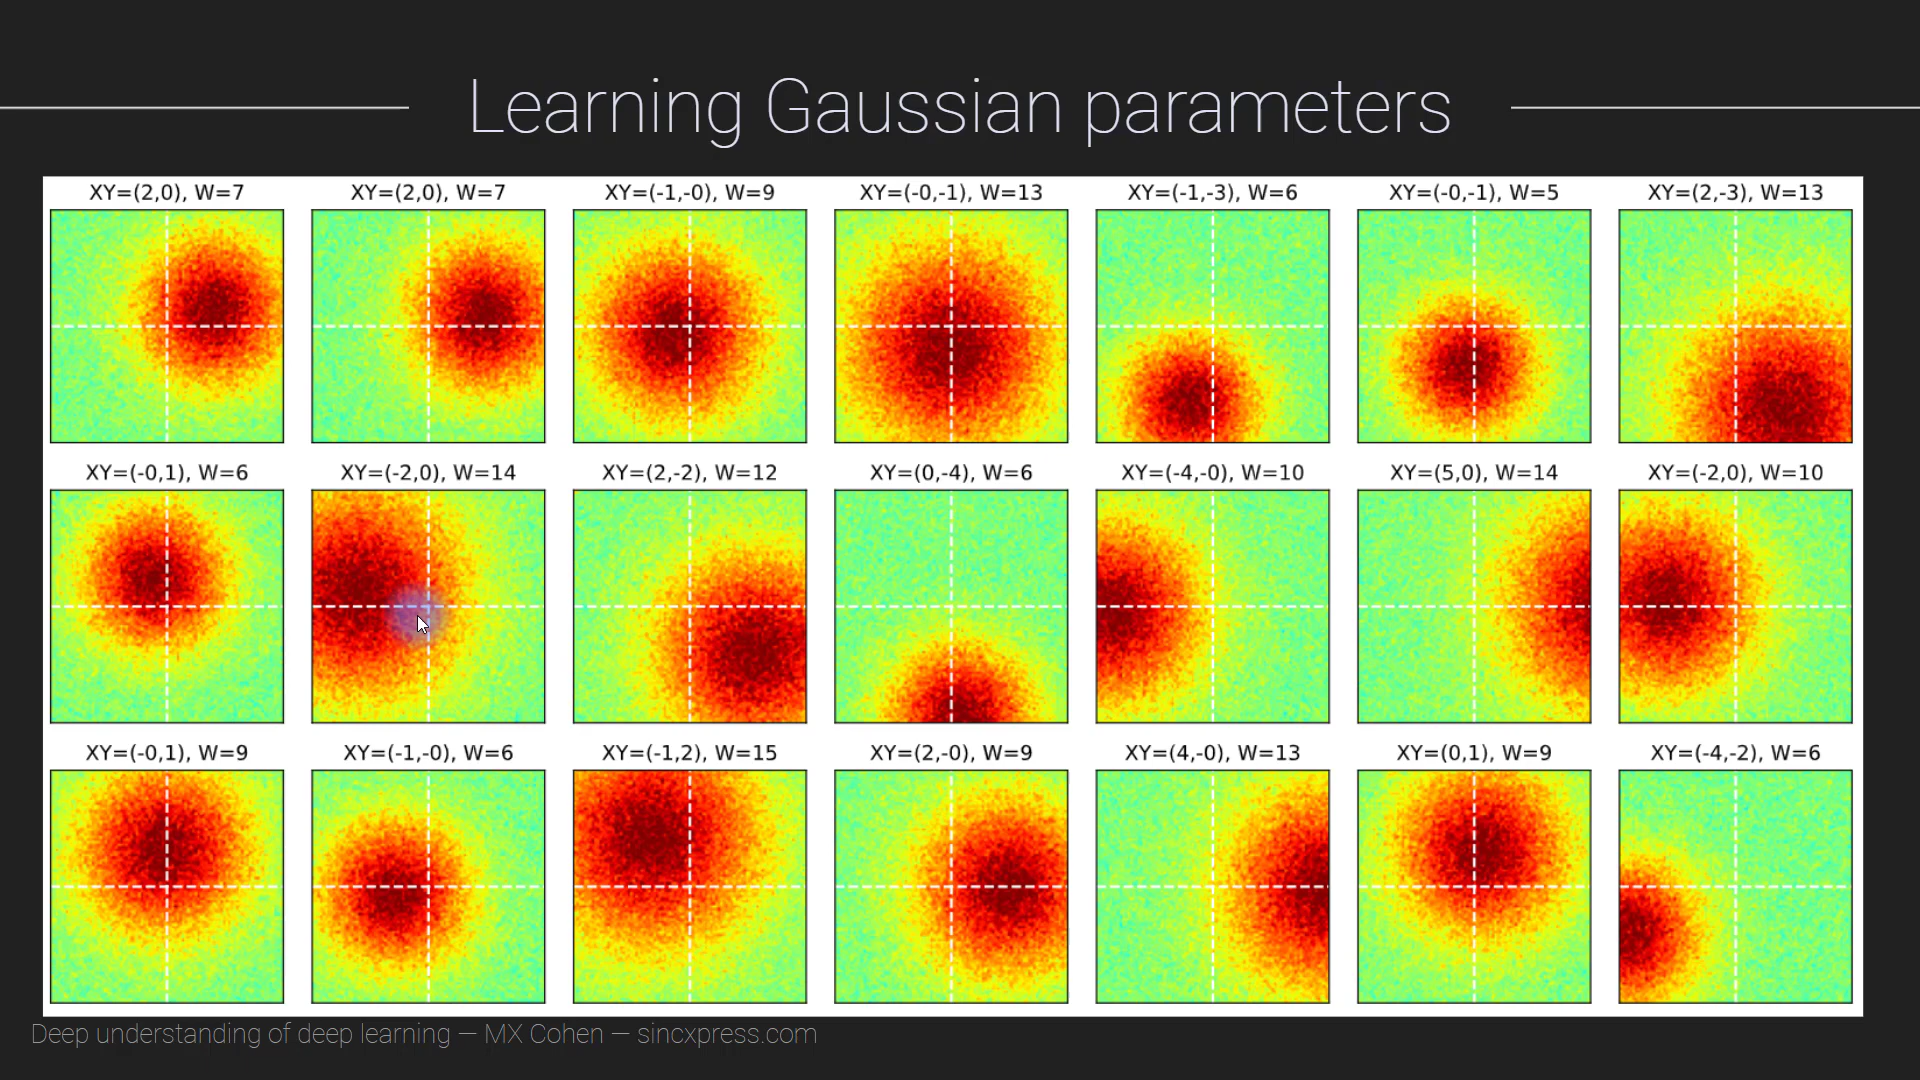 Learning Gaussian parameters
XY=(2,0), W=7 XY=(2,0), W=7 XY=(-1,-0), W=9 XY=(-0,-1), W=13 XY=(-1,-3), W=6 XY=(-0,-1), W=5 XY=(2,-3), W=13
XY=(-0,1), W=6 XY=(-2,0), W=14 XY=(2,-2), W=12 XY=(0,-4), W=6 XY=(-4,-0), W=10 XY=(5,0), W=14 XY=(-2,0), W=10
XY=(-0,1), W=9 XY=(-1,-0), W=6 XY=(-1,2), W=15 XY=(2,-0), W=9 XY=(4,-0), W=13 XY=(0,1), W=9 XY=(-4,-2), W=6
Deep understanding of deep learning — MX Cohen — sincxpress.com